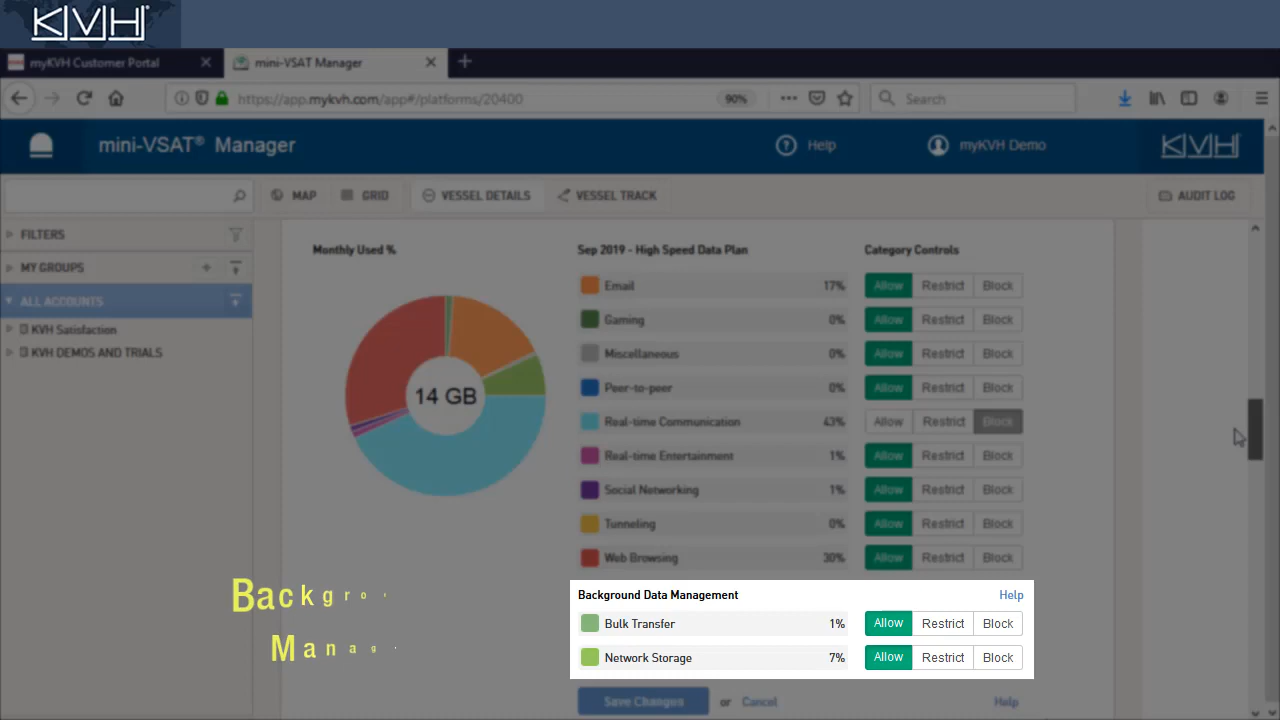 KVH
myKVH Customer Portal
mini-VSAT Manager
https://app.mykvh.com/app#/platforms/20400
90%
Search
mini-VSAT® Manager
Help
myKVH Demo
KVH
MAP
GRID
VESSEL DETAILS
VESSEL TRACK
AUDIT LOG
FILTERS
MY GROUPS
ALL ACCOUNTS
KVH Satisfaction
KVH DEMOS AND TRIALS
Monthly Used %
14 GB
Sep 2019 - High Speed Data Plan
Category Controls
Email 17% Allow Restrict Block
Gaming 0% Allow Restrict Block
Miscellaneous 0% Allow Restrict Block
Peer-to-peer 0% Allow Restrict Block
Real-time Communication 43% Allow Restrict Block
Real-time Entertainment 1% Allow Restrict Block
Social Networking 1% Allow Restrict Block
Tunneling 0% Allow Restrict Block
Web Browsing 30% Allow Restrict Block
Backgro
Manag
Background Data Management Help
Bulk Transfer 1% Allow Restrict Block
Network Storage 7% Allow Restrict Block
Save Changes or Cancel Help